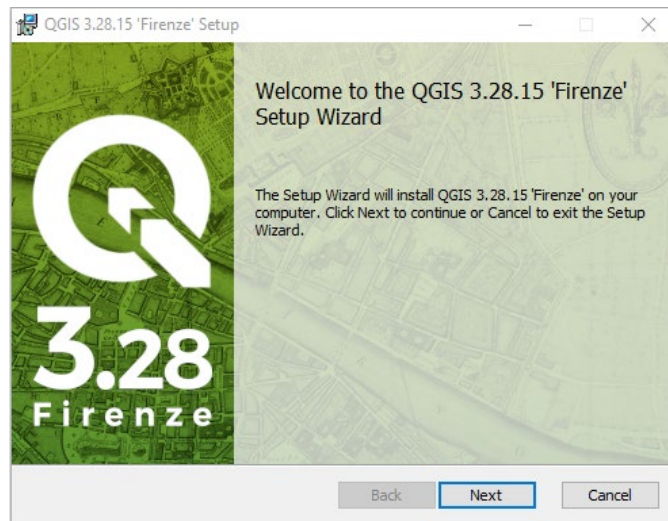 QGIS 3.28.15 'Firenze' Setup
Welcome to the QGIS 3.28.15 'Firenze'
Setup Wizard
The Setup Wizard will install QGIS 3.28.15 'Firenze' on your
computer. Click Next to continue or Cancel to exit the Setup
Wizard.
3.28
Firenze
Back
Next
Cancel